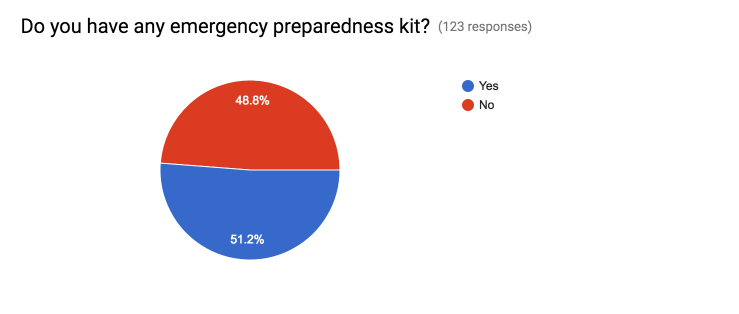 Do you have any emergency preparedness kit? (123 responses)
Yes
No
48.8%
51.2%